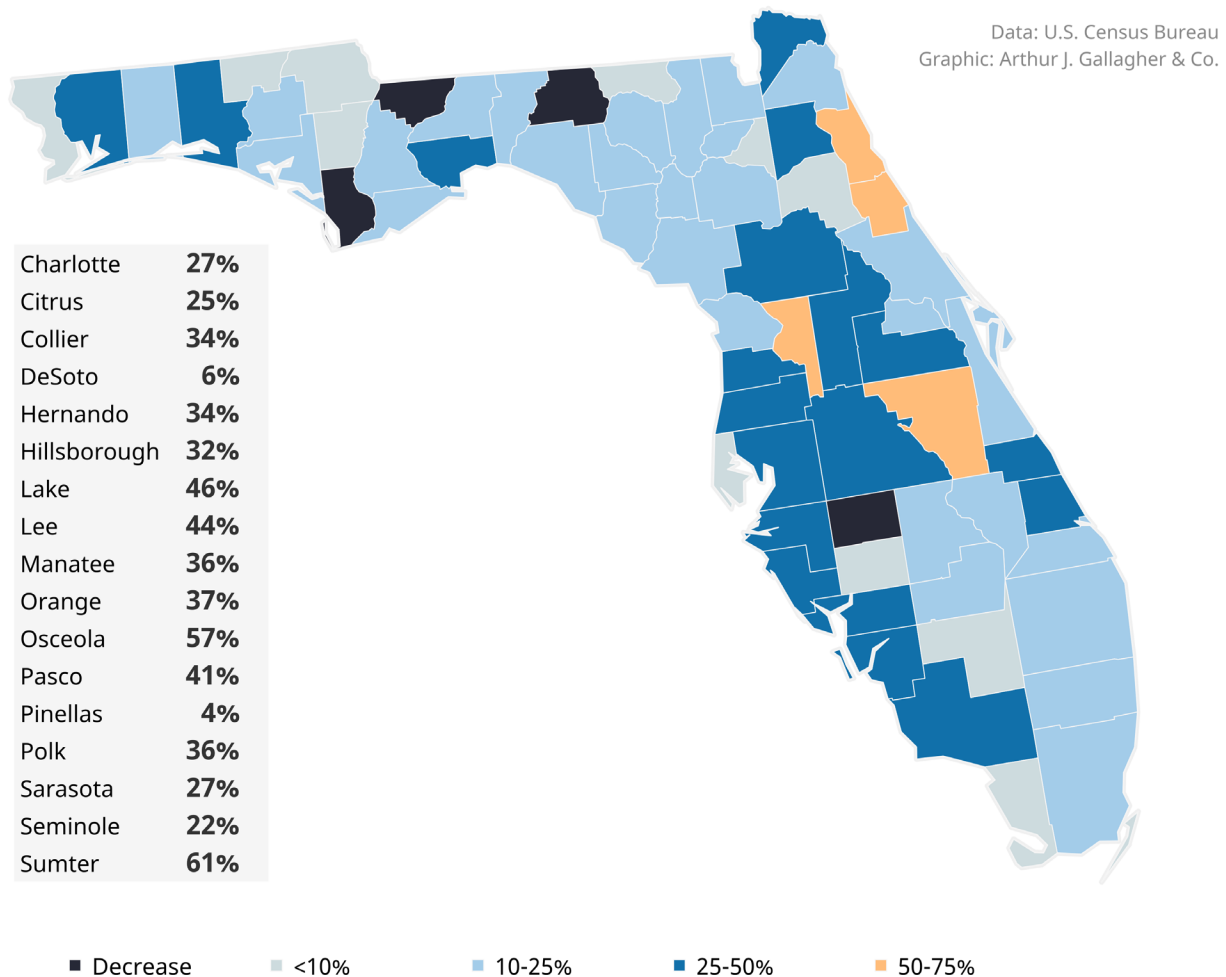 Data: U.S. Census Bureau
Graphic: Arthur J. Gallagher & Co.
Charlotte 27%
Citrus 25%
Collier 34%
DeSoto 6%
Hernando 34%
Hillsborough 32%
Lake 46%
Lee 44%
Manatee 36%
Orange 37%
Osceola 57%
Pasco 41%
Pinellas 4%
Polk 36%
Sarasota 27%
Seminole 22%
Sumter 61%
Decrease <10% 10-25% 25-50% 50-75%